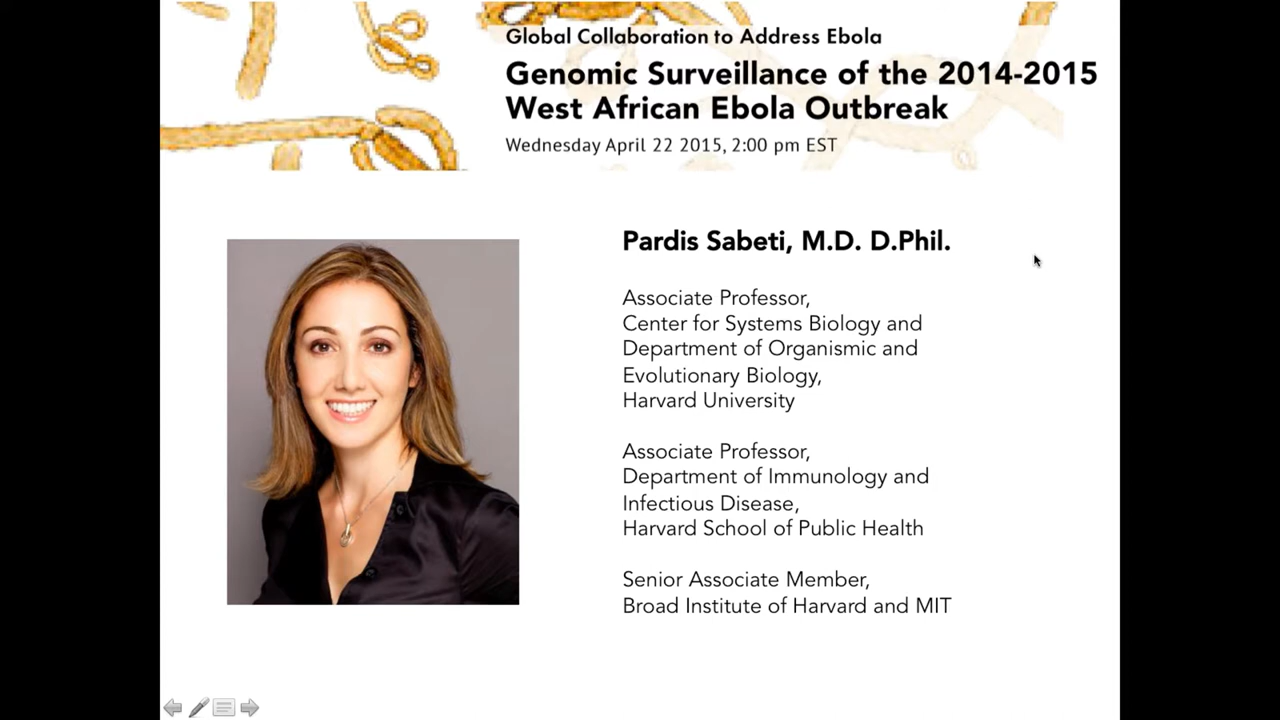 Global Collaboration to Address Ebola
Genomic Surveillance of the 2014-2015
West African Ebola Outbreak
Wednesday April 22 2015, 2:00 pm EST
Pardis Sabeti, M.D. D.Phil.
Associate Professor,
Center for Systems Biology and
Department of Organismic and
Evolutionary Biology,
Harvard University
Associate Professor,
Department of Immunology and
Infectious Disease,
Harvard School of Public Health
Senior Associate Member,
Broad Institute of Harvard and MIT